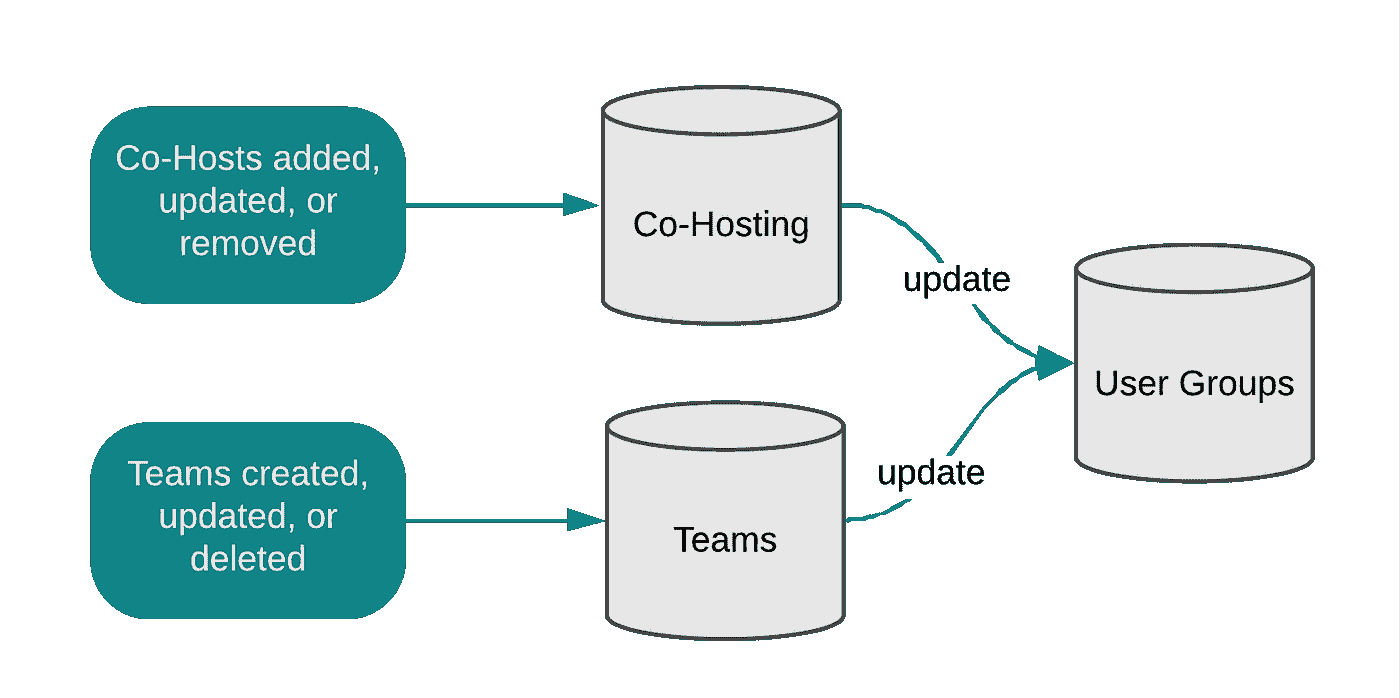 Co-Hosts added,
updated, or
removed
Co-Hosting
update
User Groups
Teams created,
updated, or
deleted
Teams
update